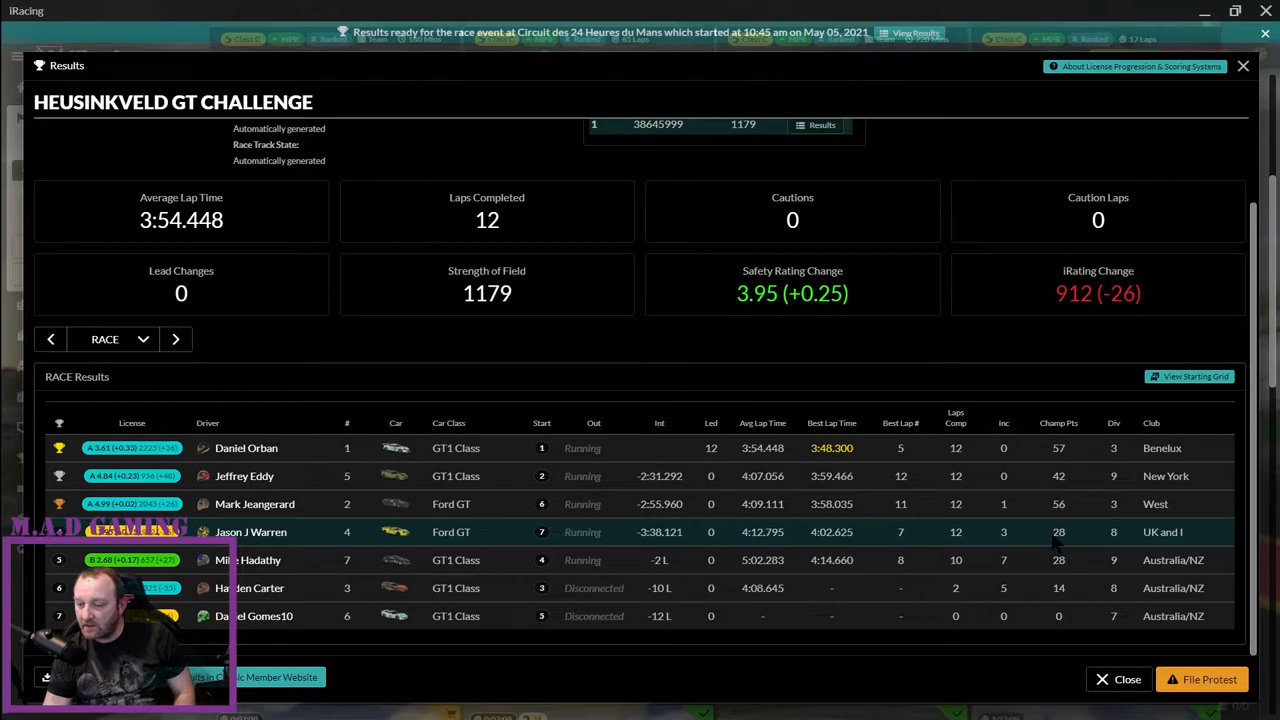 iRacing
Results ready for the race event at Circuit des 24 Heures du Mans which started at 10:45 am on May 05, 2021 View Results
Results About License Progression & Scoring Systems
HEUSINKVELD GT CHALLENGE
Automatically generated
Race Track State:
Automatically generated
1 38645999 1179 Results
Average Lap Time Laps Completed Cautions Caution Laps
3:54.448 12 0 0
Lead Changes Strength of Field Safety Rating Change iRating Change
0 1179 3.95 (+0.25) 912 (-26)
RACE
RACE Results View Starting Grid
License Driver # Car Car Class Start Out Int Led Avg Lap Time Best Lap Time Best Lap # Laps Comp Inc Champ Pts Div Club
A 3.61 (+0.33) 2225 (+36) Daniel Orban 1 GT1 Class 1 Running 12 3:54.448 3:48.300 5 12 0 57 3 Benelux
A 4.84 (+0.23) 956 (+48) Jeffrey Eddy 5 GT1 Class 2 Running -2:31.292 0 4:07.056 3:59.466 12 12 0 42 9 New York
A 4.99 (+0.02) 2045 (+26) Mark Jeangerard 6 Ford GT 6 Running -2:55.960 0 4:09.111 3:58.035 11 12 1 56 3 West
M.A.D GAMING
Jason J Warren 4 Ford GT 7 Running -3:38.121 0 4:12.795 4:02.625 7 12 3 28 8 UK and I
5 B 2.68 (+0.17) 657 (+27) Mike Hadathy 7 GT1 Class 4 Running -2 L 0 5:02.283 4:14.660 8 10 7 28 9 Australia/NZ
6 321 (-55) Hayden Carter 3 GT1 Class 3 Disconnected -10 L 0 4:08.645 - - 2 5 14 8 Australia/NZ
7 Daniel Gomes10 6 GT1 Class 5 Disconnected -12 L 0 - - - 0 0 0 7 Australia/NZ
Member Website Close File Protest